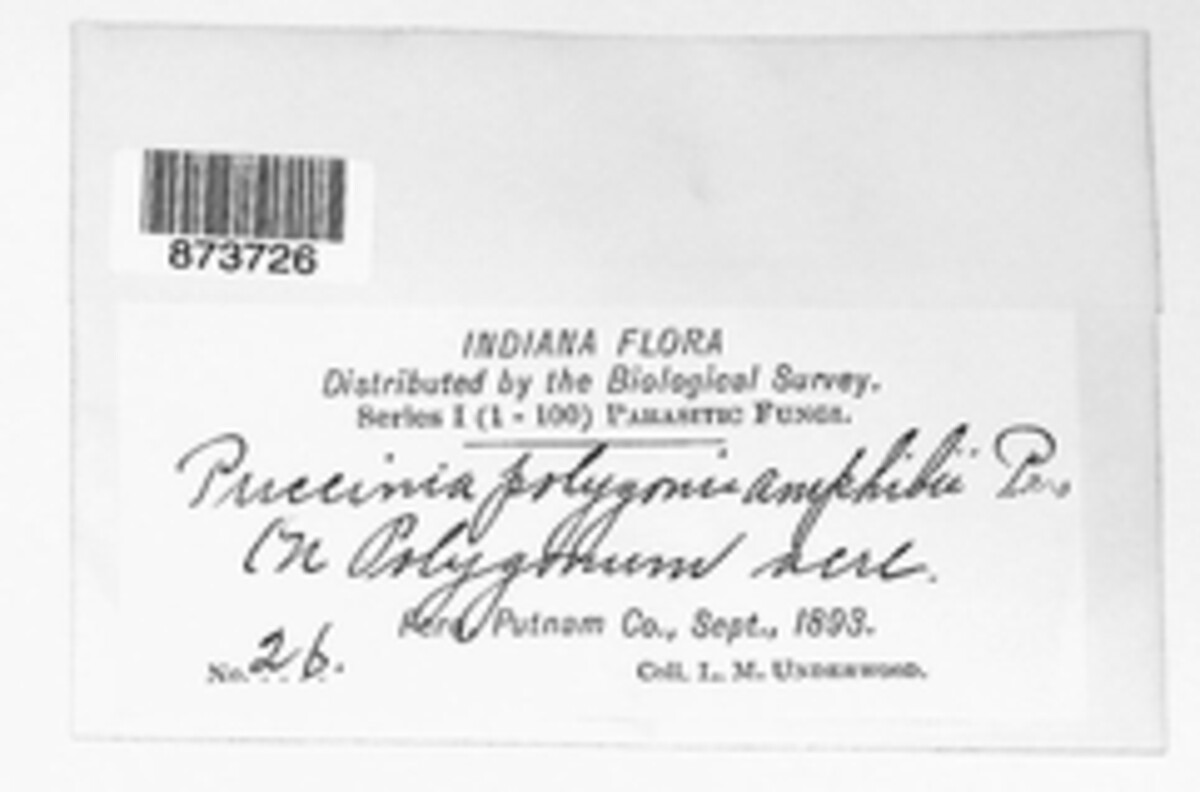 873726
INDIANA FLORA
Distributed by the Biological Survey.
Series I (1 - 100) PARASITIC FUNGI.
Puccinia polygoni amphibii Pers
On Polygonum acre.
Fern, Putnam Co., Sept., 1893.
No. 26.
Coll. L. M. UNDERWOOD.